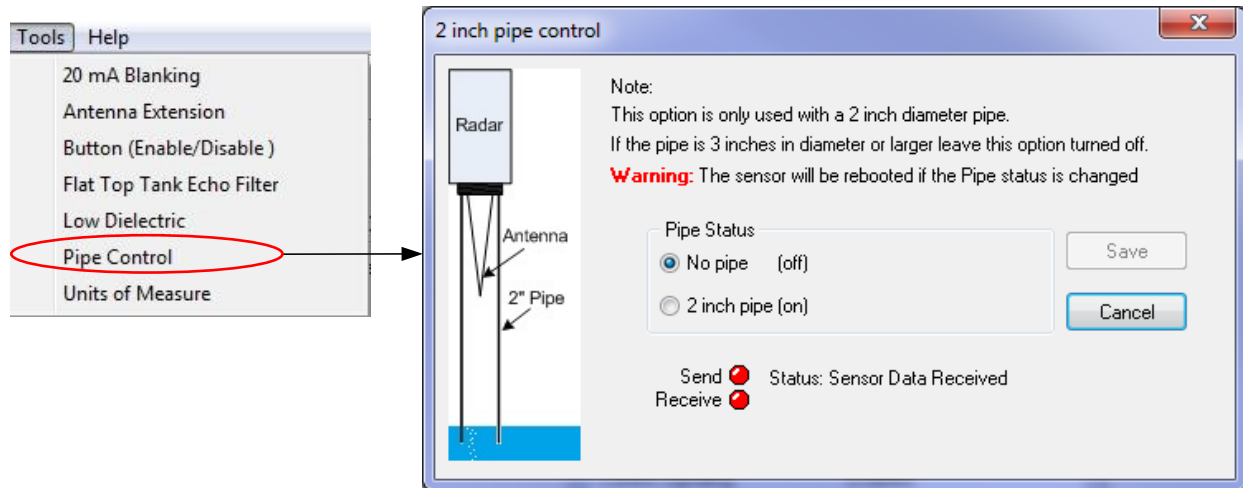 Tools Help
20 mA Blanking
Antenna Extension
Button (Enable/Disable )
Flat Top Tank Echo Filter
Low Dielectric
Pipe Control
Units of Measure
2 inch pipe control
Radar
Antenna
2" Pipe
Note:
This option is only used with a 2 inch diameter pipe.
If the pipe is 3 inches in diameter or larger leave this option turned off.
Warning: The sensor will be rebooted if the Pipe status is changed
Pipe Status
No pipe (off)
2 inch pipe (on)
Save
Cancel
Send Status: Sensor Data Received
Receive